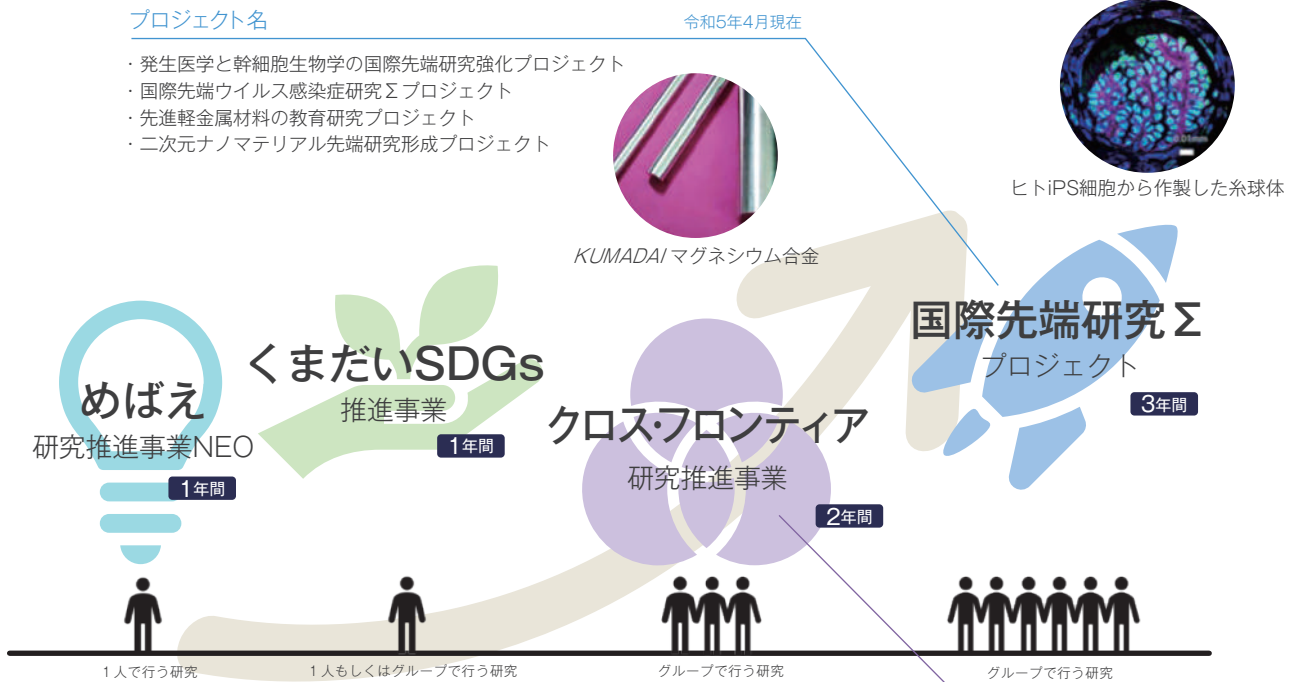 プロジェクト名
令和5年4月現在
・発生医学と幹細胞生物学の国際先端研究強化プロジェクト
・国際先端ウイルス感染症研究Σプロジェクト
・先進軽金属材料の教育研究プロジェクト
・二次元ナノマテリアル先端研究形成プロジェクト
0.03mm
ヒトiPS細胞から作製した糸球体
KUMADAIマグネシウム合金
めばえ
研究推進事業NEO
1年間
くまだいSDGs
推進事業
1年間
クロス・フロンティア
研究推進事業
2年間
国際先端研究Σ
プロジェクト
3年間
1人で行う研究
1人もしくはグループで行う研究
グループで行う研究
グループで行う研究